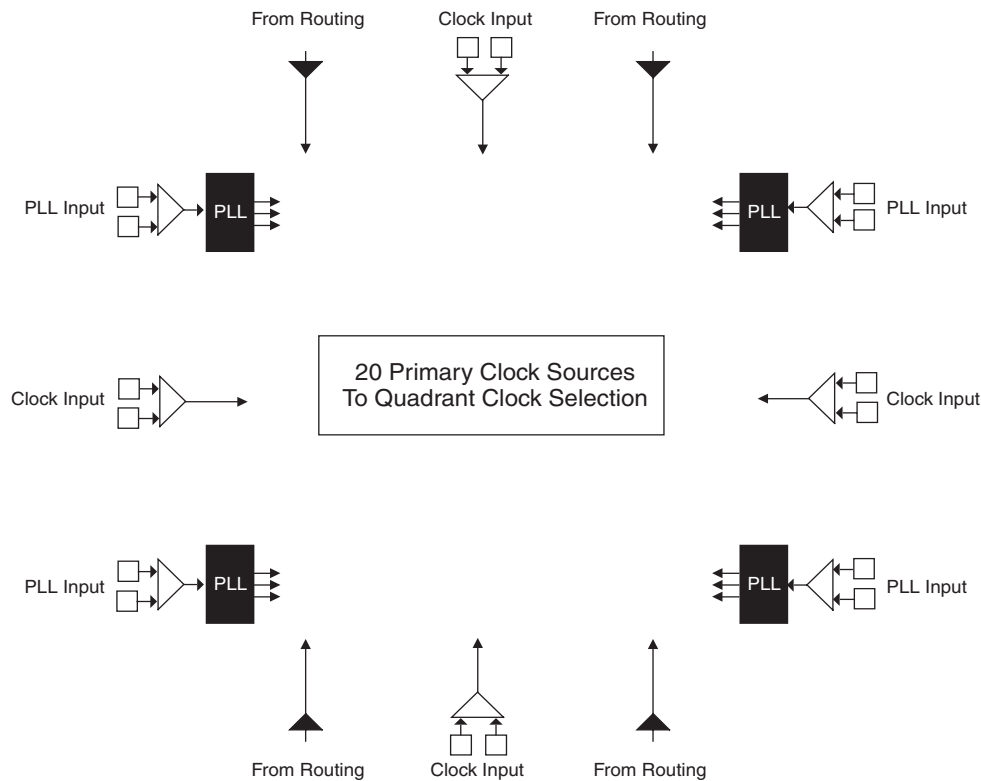 From Routing
Clock Input
From Routing
PLL Input
PLL
PLL
PLL Input
Clock Input
20 Primary Clock Sources
To Quadrant Clock Selection
Clock Input
PLL Input
PLL
PLL
PLL Input
From Routing
Clock Input
From Routing